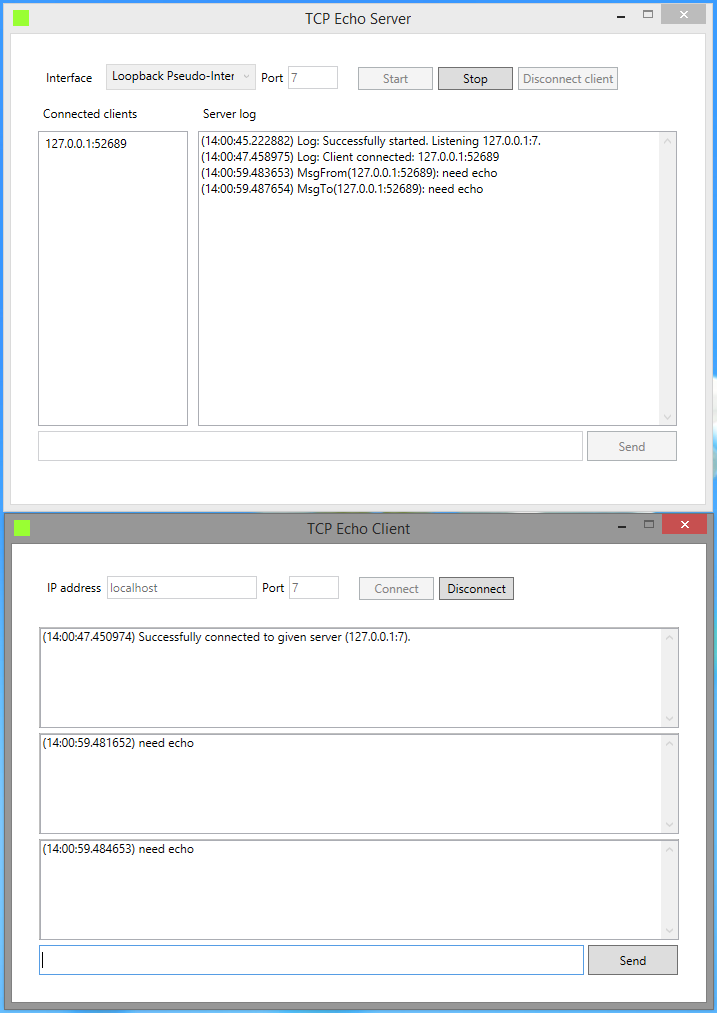 TCP Echo Server
Interface Loopback Pseudo-Inter Port 7 Start Stop Disconnect client
Connected clients Server log
127.0.0.1:52689
(14:00:45.222882) Log: Successfully started. Listening 127.0.0.1:7.
(14:00:47.458975) Log: Client connected: 127.0.0.1:52689
(14:00:59.483653) MsgFrom(127.0.0.1:52689): need echo
(14:00:59.487654) MsgTo(127.0.0.1:52689): need echo
Send
TCP Echo Client
IP address localhost Port 7 Connect Disconnect
(14:00:47.450974) Successfully connected to given server (127.0.0.1:7).
(14:00:59.481652) need echo
(14:00:59.484653) need echo
Send